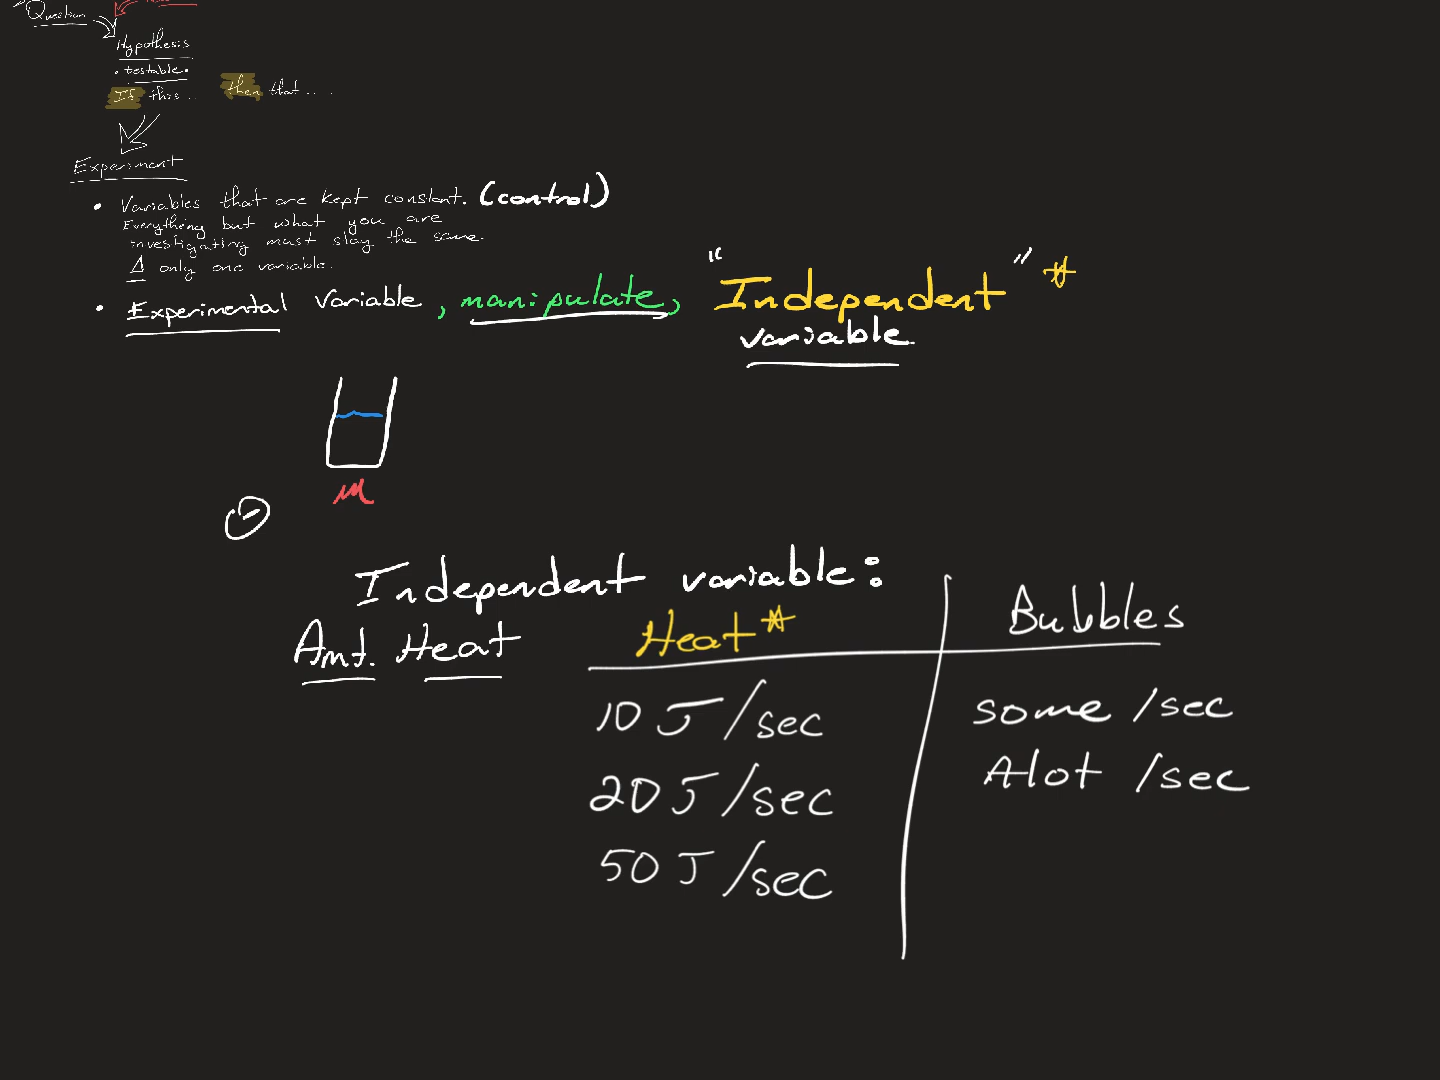 Question
Hypothesis
• testable •
If this.. then that....
Experiment
• Variables that are kept constant. (control)
Everything but what you are
investigating must stay the same.
Δ only one variable.
• Experimental variable, manipulate, "Independent" *
variable.
Independent variable:
Amt. Heat
Heat* Bubbles
10 J/sec some /sec
20 J/sec Alot /sec
50 J/sec